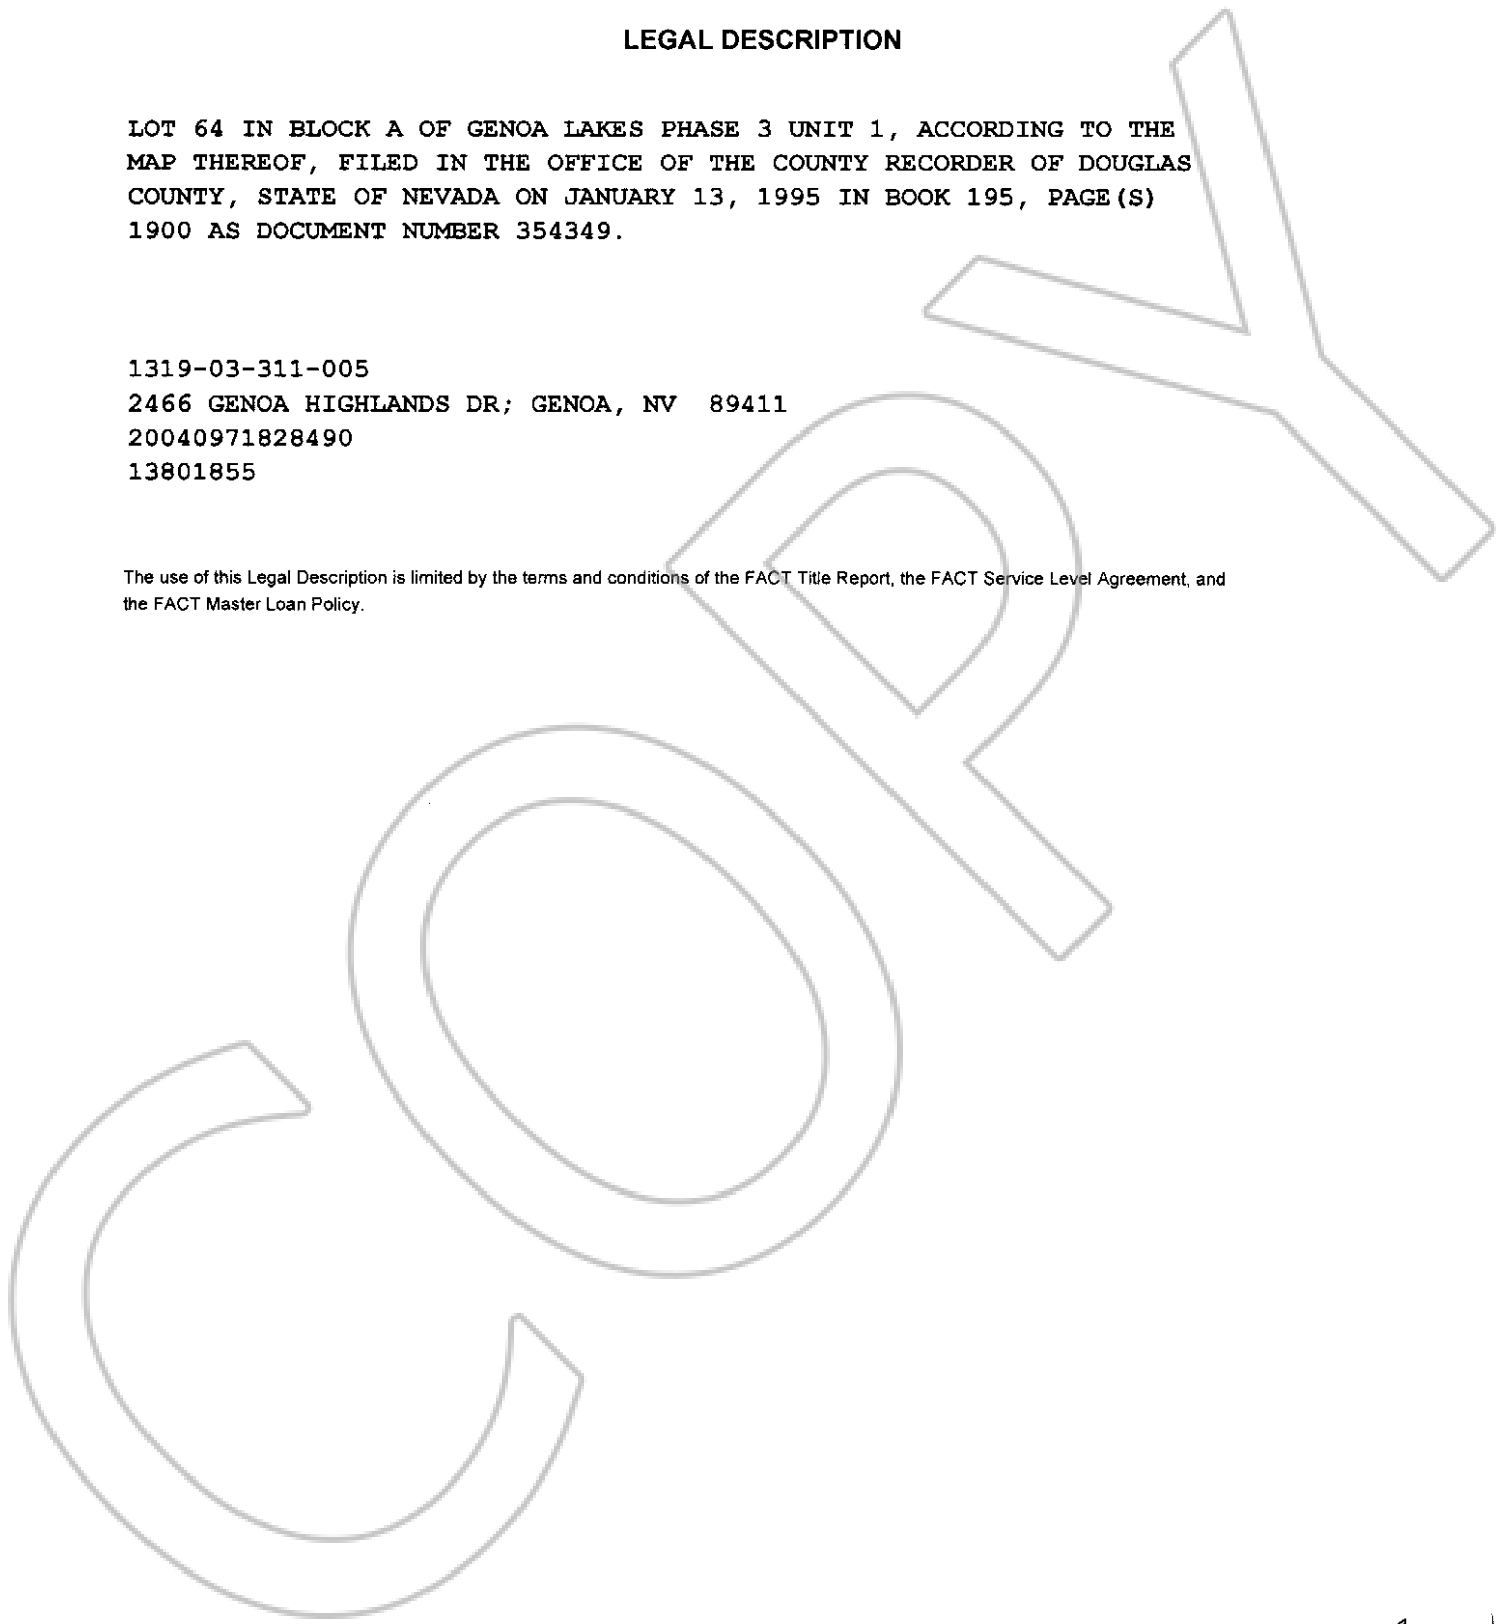 LEGAL DESCRIPTION
LOT 64 IN BLOCK A OF GENOA LAKES PHASE 3 UNIT 1, ACCORDING TO THE
MAP THEREOF, FILED IN THE OFFICE OF THE COUNTY RECORDER OF DOUGLAS
COUNTY, STATE OF NEVADA ON JANUARY 13, 1995 IN BOOK 195, PAGE(S)
1900 AS DOCUMENT NUMBER 354349.
1319-03-311-005
2466 GENOA HIGHLANDS DR; GENOA, NV 89411
20040971828490
13801855
The use of this Legal Description is limited by the terms and conditions of the FACT Title Report, the FACT Service Level Agreement, and
the FACT Master Loan Policy.
COPY